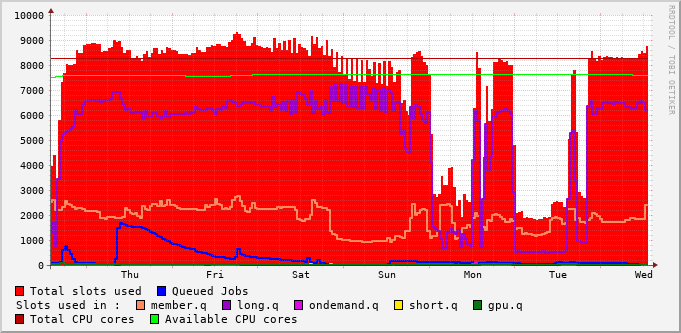 10000
9000
8000
7000
6000
5000
4000
3000
2000
1000
0
Thu Fri Sat Sun Mon Tue Wed
RRDTOOL / TOBI OETIKER
Total slots used Queued Jobs
Slots used in : member.q long.q ondemand.q short.q gpu.q
Total CPU cores Available CPU cores